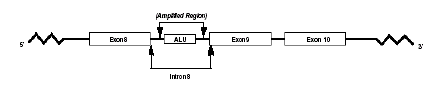 (Amplified Region)
5' Exon8 ALU Exon9 Exon 10 3'
Intron8